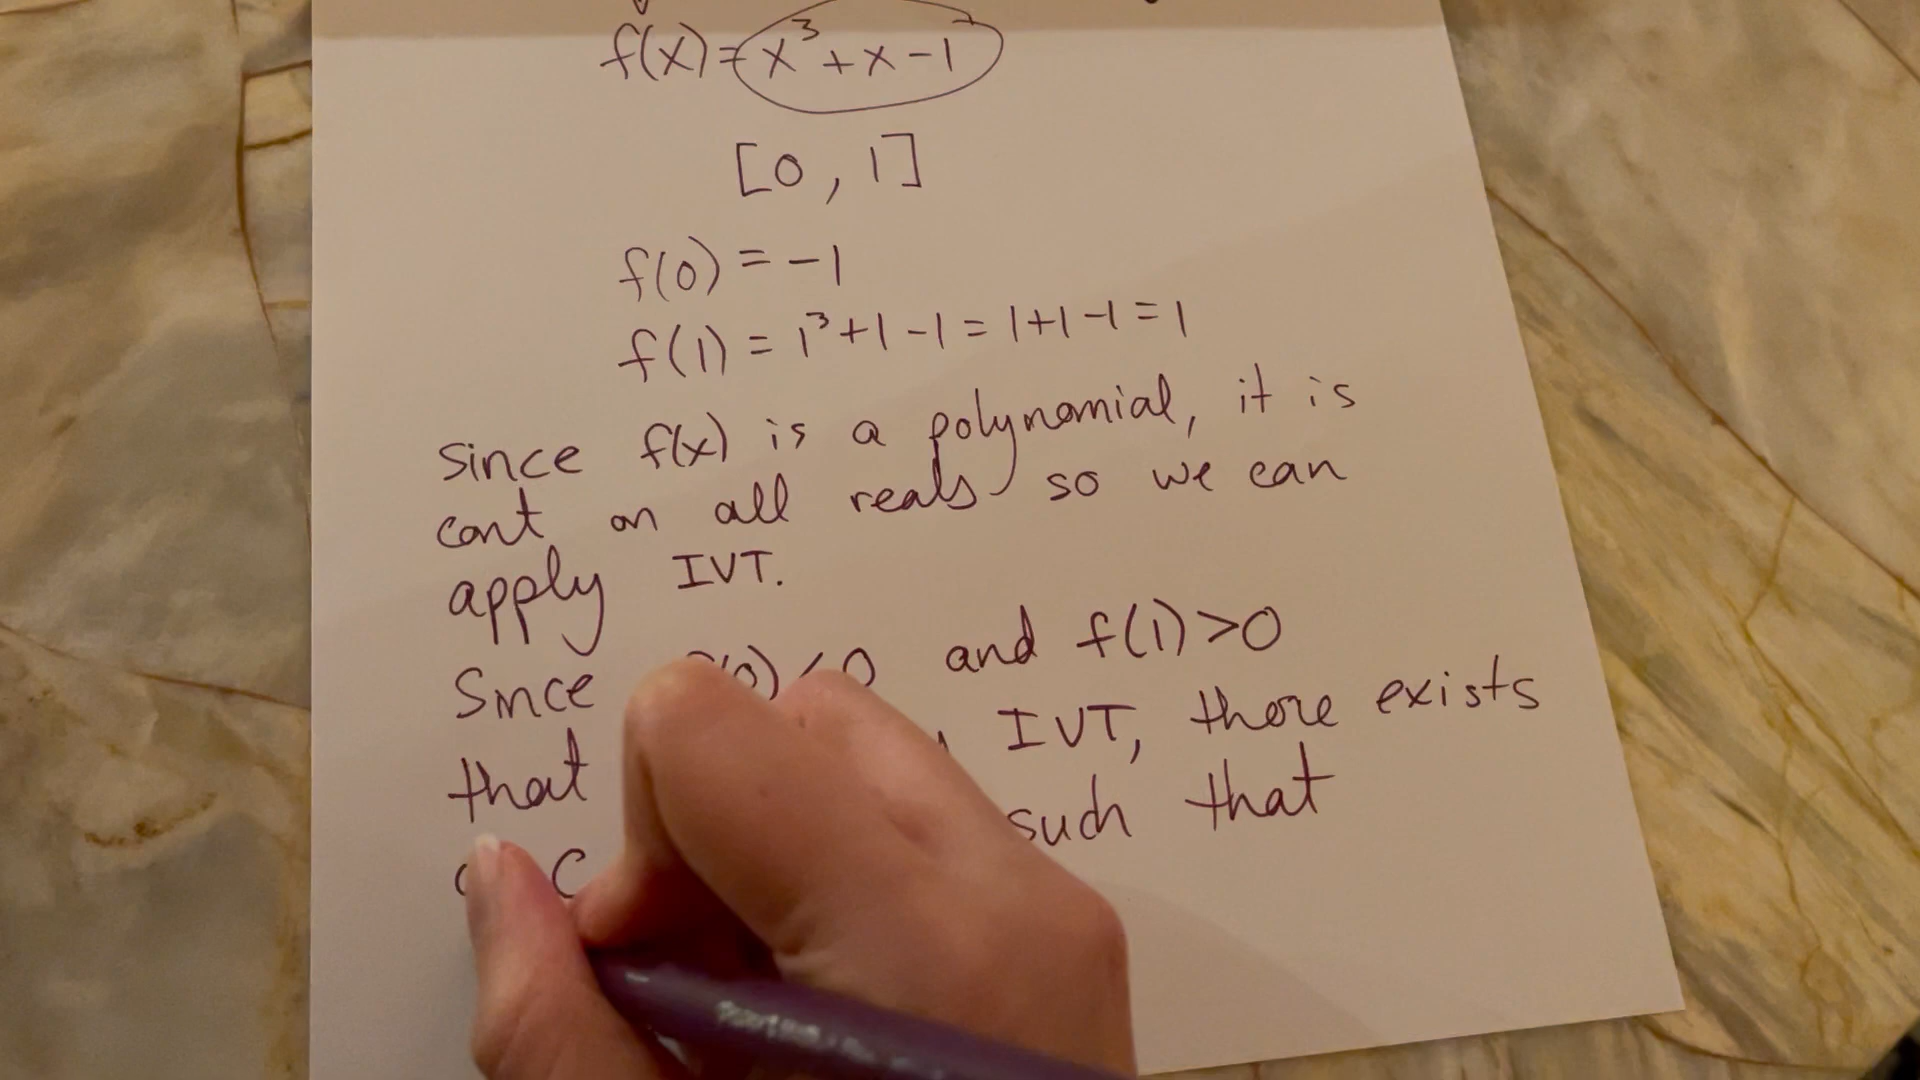 f(x) = x³ + x - 1
[0, 1]
f(0) = -1
f(1) = 1³ + 1 - 1 = 1 + 1 - 1 = 1
since f(x) is a polynomial, it is
cont on all reals so we can
apply IVT.
Since (0) < 0 and f(1) > 0
that IVT, there exists
c such that